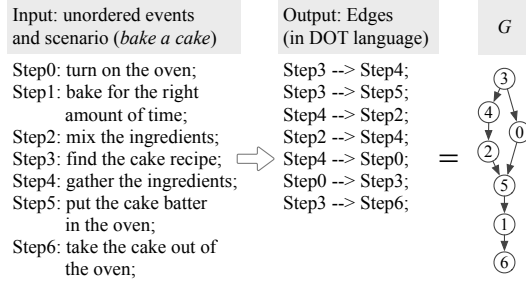 Input: unordered events
and scenario (bake a cake)
Step0: turn on the oven;
Step1: bake for the right
amount of time;
Step2: mix the ingredients;
Step3: find the cake recipe;
Step4: gather the ingredients;
Step5: put the cake batter
in the oven;
Step6: take the cake out of
the oven;
Output: Edges
(in DOT language)
Step3 --> Step4;
Step3 --> Step5;
Step4 --> Step2;
Step2 --> Step4;
Step4 --> Step0;
Step0 --> Step3;
Step3 --> Step6;
=
G
3
4
0
2
5
1
6